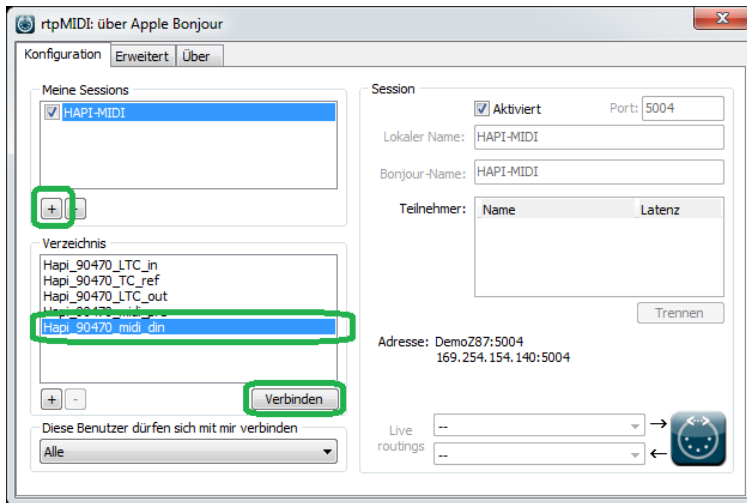 rtpMIDI: über Apple Bonjour
Konfiguration Erweitert Über
Meine Sessions
HAPI-MIDI
+ -
Verzeichnis
Hapi_90470_LTC_in
Hapi_90470_TC_ref
Hapi_90470_LTC_out
Hapi_90470_midi_din
+ -
Verbinden
Diese Benutzer dürfen sich mit mir verbinden
Alle
Session
Aktiviert Port: 5004
Lokaler Name: HAPI-MIDI
Bonjour-Name: HAPI-MIDI
Teilnehmer: Name Latenz
Trennen
Adresse: DemoZ87:5004
169.254.154.140:5004
Live routings
--
--